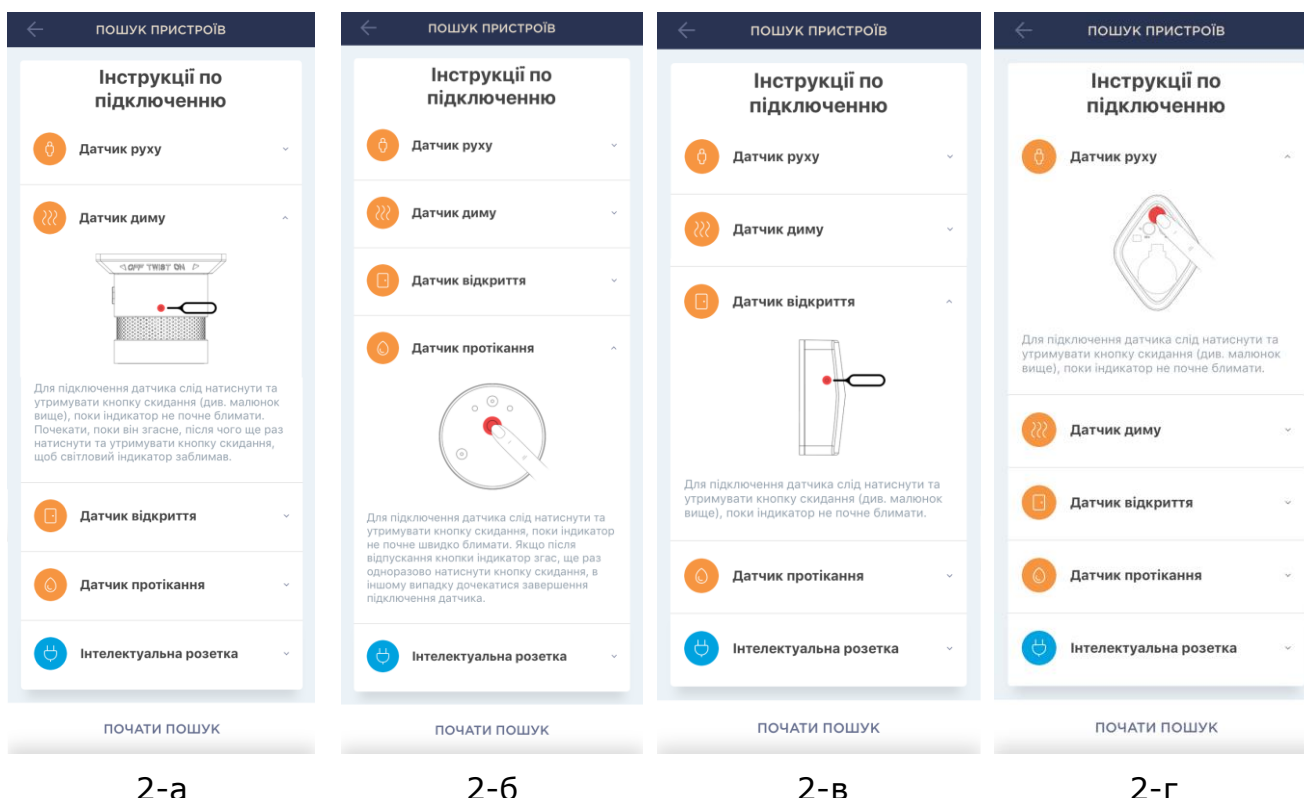 ПОШУК ПРИСТРОЇВ
Інструкції по
підключенню
Датчик руху
Датчик диму
OFF TWIST ON
Для підключення датчика слід натиснути та
утримувати кнопку скидання (див. малюнок
вище), поки індикатор не почне блимати.
Почекати, поки він згасне, після чого ще раз
натиснути та утримувати кнопку скидання,
щоб світловий індикатор заблимав.
Датчик відкриття
Датчик протікання
Інтелектуальна розетка
ПОЧАТИ ПОШУК
2-а
ПОШУК ПРИСТРОЇВ
Інструкції по
підключенню
Датчик руху
Датчик диму
Датчик відкриття
Датчик протікання
Для підключення датчика слід натиснути та
утримувати кнопку скидання, поки індикатор
не почне швидко блимати. Якщо після
відпускання кнопки індикатор згас, ще раз
одноразово натиснути кнопку скидання, в
іншому випадку дочекатися завершення
підключення датчика.
Інтелектуальна розетка
ПОЧАТИ ПОШУК
2-б
ПОШУК ПРИСТРОЇВ
Інструкції по
підключенню
Датчик руху
Датчик диму
Датчик відкриття
Для підключення датчика слід натиснути та
утримувати кнопку скидання (див. малюнок
вище), поки індикатор не почне блимати.
Датчик протікання
Інтелектуальна розетка
ПОЧАТИ ПОШУК
2-в
ПОШУК ПРИСТРОЇВ
Інструкції по
підключенню
Датчик руху
Для підключення датчика слід натиснути та
утримувати кнопку скидання (див. малюнок
вище), поки індикатор не почне блимати.
Датчик диму
Датчик відкриття
Датчик протікання
Інтелектуальна розетка
ПОЧАТИ ПОШУК
2-г